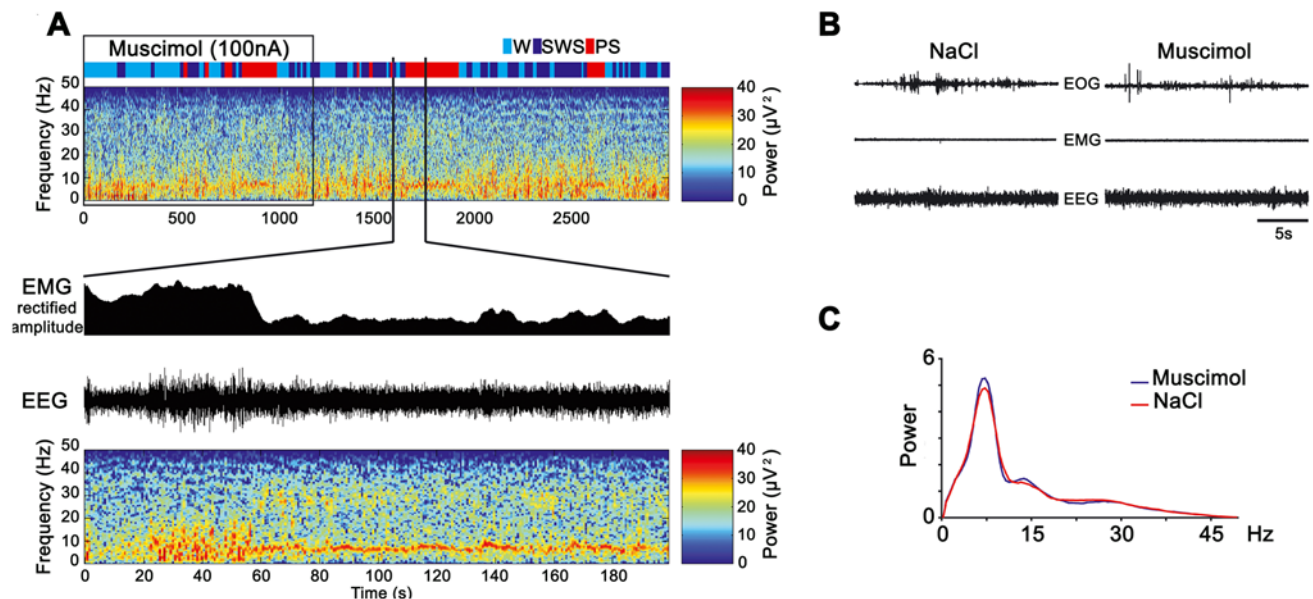 A
Muscimol (100nA)
W SWS PS
Frequency (Hz)
50
40
30
20
10
0
0 500 1000 1500 2000 2500
40
30
20
10
0
Power (µV²)
EMG
rectified
amplitude
EEG
Frequency (Hz)
50
40
30
20
10
0
0 20 40 60 80 100 120 140 160 180
Time (s)
40
30
20
10
0
Power (µV²)
B
NaCl Muscimol
EOG
EMG
EEG
5s
C
6
Power
0
Muscimol
NaCl
0 15 30 45 Hz